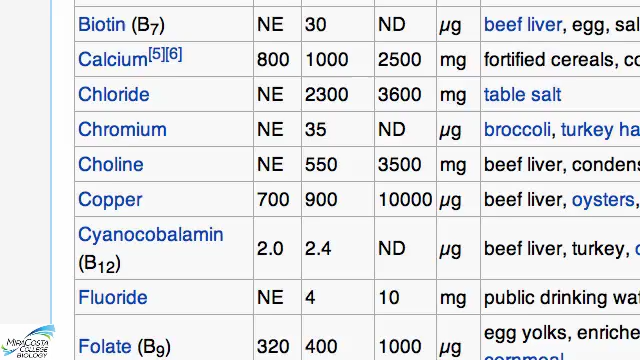 Biotin (B7) NE 30 ND µg beef liver, egg, sal
Calcium[5][6] 800 1000 2500 mg fortified cereals, co
Chloride NE 2300 3600 mg table salt
Chromium NE 35 ND µg broccoli, turkey ha
Choline NE 550 3500 mg beef liver, condens
Copper 700 900 10000 µg beef liver, oysters,
Cyanocobalamin
(B12) 2.0 2.4 ND µg beef liver, turkey,
Fluoride NE 4 10 mg public drinking wat
Folate (B9) 320 400 1000 µg egg yolks, enriche
cornmeal
MIRACOSTA
COLLEGE
BIOLOGY